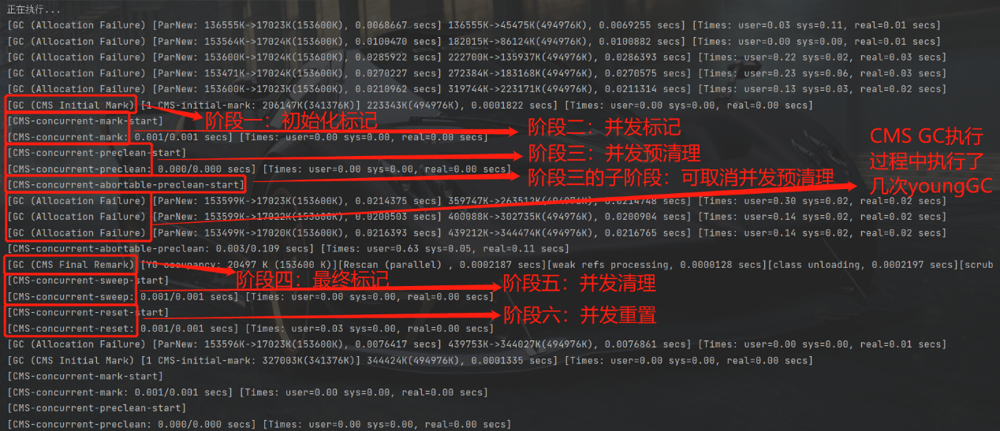 正在执行...
[GC (Allocation Failure) [ParNew: 136555K->17023K(153600K), 0.0068667 secs] 136555K->45475K(494976K), 0.0069255 secs] [Times: user=0.03 sys=0.11, real=0.01 secs]
[GC (Allocation Failure) [ParNew: 153564K->17024K(153600K), 0.0100470 secs] 182015K->86124K(494976K), 0.0100882 secs] [Times: user=0.00 sys=0.00, real=0.01 secs]
[GC (Allocation Failure) [ParNew: 153600K->17024K(153600K), 0.0285922 secs] 222700K->135937K(494976K), 0.0286393 secs] [Times: user=0.22 sys=0.02, real=0.03 secs]
[GC (Allocation Failure) [ParNew: 153471K->17024K(153600K), 0.0270227 secs] 272384K->183168K(494976K), 0.0270575 secs] [Times: user=0.23 sys=0.06, real=0.03 secs]
[GC (Allocation Failure) [ParNew: 153600K->17023K(153600K), 0.0210962 secs] 319744K->223171K(494976K), 0.0211314 secs] [Times: user=0.13 sys=0.03, real=0.02 secs]
[GC (CMS Initial Mark) [1 CMS-initial-mark: 206147K(341376K)] 223343K(494976K), 0.0001822 secs] [Times: user=0.00 sys=0.00, real=0.00 secs]
阶段一：初始化标记
[CMS-concurrent-mark-start]
[CMS-concurrent-mark: 0.001/0.001 secs] [Times: user=0.00 sys=0.00, real=0.00 secs]
阶段二：并发标记
[CMS-concurrent-preclean-start]
阶段三：并发预清理
[CMS-concurrent-preclean: 0.000/0.000 secs] [Times: user=0.00 sys=0.00, real=0.00 secs]
[CMS-concurrent-abortable-preclean-start]
阶段三的子阶段：可取消并发预清理
CMS GC执行
过程中执行了
几次youngGC
[GC (Allocation Failure) [ParNew: 153599K->17023K(153600K), 0.0214375 secs] 359747K->263512K(494976K), 0.0214748 secs] [Times: user=0.30 sys=0.02, real=0.02 secs]
[GC (Allocation Failure) [ParNew: 153599K->17022K(153600K), 0.0200503 secs] 400088K->302735K(494976K), 0.0200904 secs] [Times: user=0.14 sys=0.02, real=0.02 secs]
[GC (Allocation Failure) [ParNew: 153499K->17020K(153600K), 0.0216393 secs] 439212K->344474K(494976K), 0.0216765 secs] [Times: user=0.14 sys=0.02, real=0.02 secs]
[CMS-concurrent-abortable-preclean: 0.003/0.109 secs] [Times: user=0.63 sys=0.05, real=0.11 secs]
[GC (CMS Final Remark) [YG occupancy: 20497 K (153600 K)][Rescan (parallel) , 0.0002187 secs][weak refs processing, 0.0000128 secs][class unloading, 0.0002197 secs][scrub
阶段四：最终标记
[CMS-concurrent-sweep-start]
阶段五：并发清理
[CMS-concurrent-sweep: 0.001/0.001 secs] [Times: user=0.00 sys=0.00, real=0.00 secs]
[CMS-concurrent-reset-start]
阶段六：并发重置
[CMS-concurrent-reset: 0.001/0.001 secs] [Times: user=0.03 sys=0.00, real=0.00 secs]
[GC (Allocation Failure) [ParNew: 153596K->17023K(153600K), 0.0076417 secs] 439753K->344027K(494976K), 0.0076861 secs] [Times: user=0.00 sys=0.00, real=0.01 secs]
[GC (CMS Initial Mark) [1 CMS-initial-mark: 327003K(341376K)] 344424K(494976K), 0.0001335 secs] [Times: user=0.00 sys=0.00, real=0.00 secs]
[CMS-concurrent-mark-start]
[CMS-concurrent-mark: 0.001/0.001 secs] [Times: user=0.00 sys=0.00, real=0.00 secs]
[CMS-concurrent-preclean-start]
[CMS-concurrent-preclean: 0.000/0.000 secs] [Times: user=0.00 sys=0.00, real=0.00 secs]